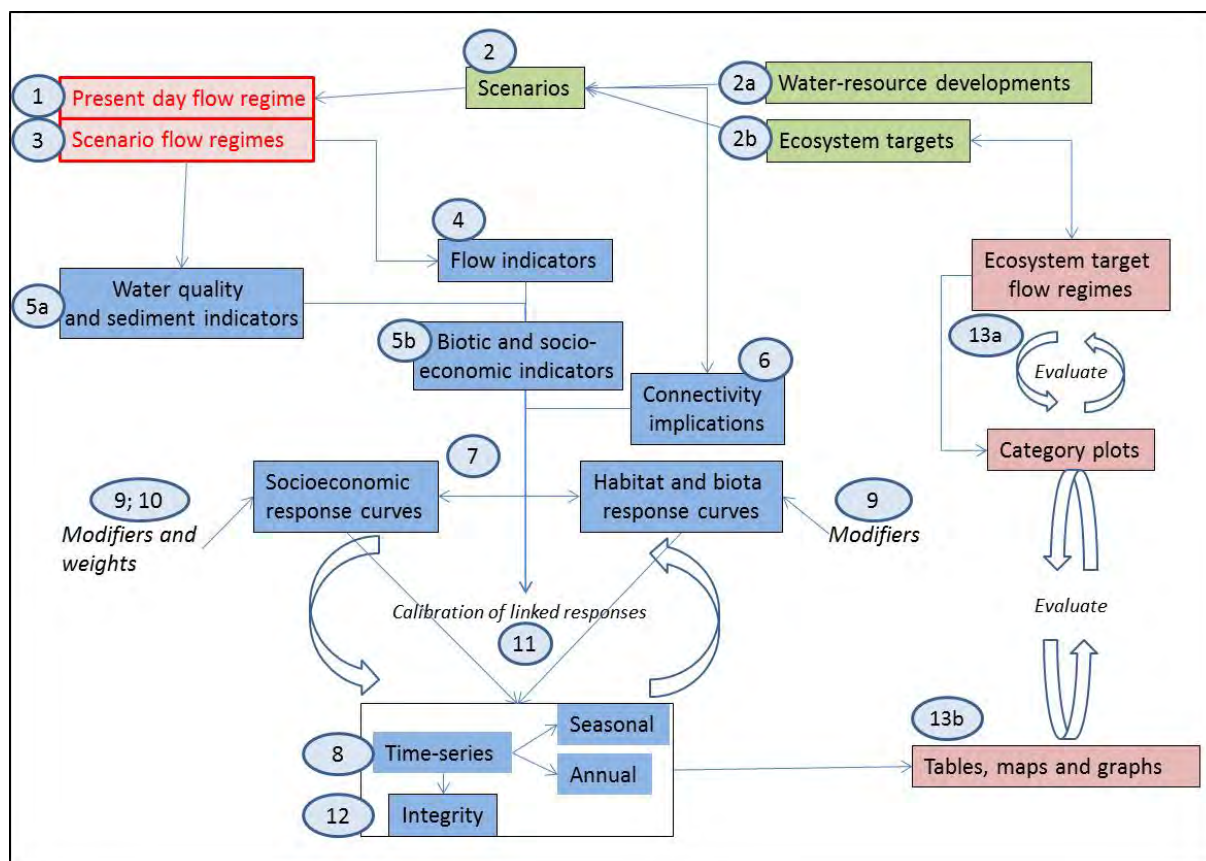 2
Scenarios
1
Present day flow regime
2a
Water-resource developments
3
Scenario flow regimes
2b
Ecosystem targets
4
Flow indicators
5a
Water quality
and sediment indicators
5b
Biotic and socio-
economic indicators
6
Connectivity
implications
Ecosystem target
flow regimes
13a
Evaluate
Category plots
7
9; 10
Modifiers and
weights
Socioeconomic
response curves
Habitat and biota
response curves
9
Modifiers
Calibration of linked responses
11
Evaluate
8
Time-series
Seasonal
Annual
12
Integrity
13b
Tables, maps and graphs